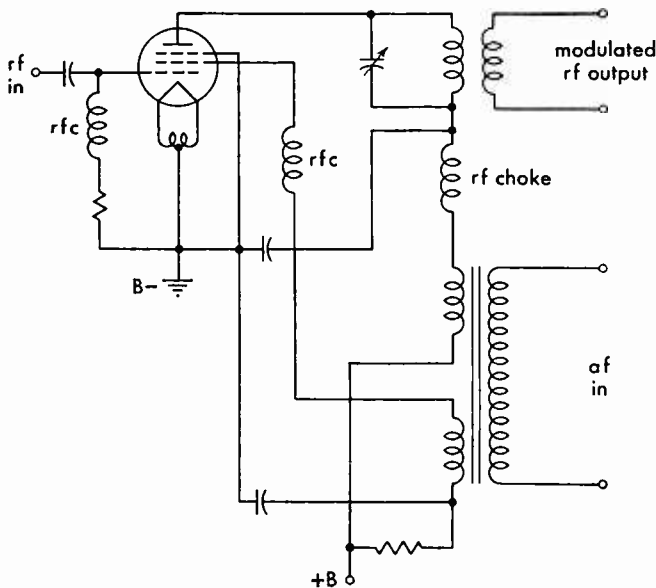 rf
in
rfc
B-
rfc
modulated
rf output
rf choke
af
in
+B